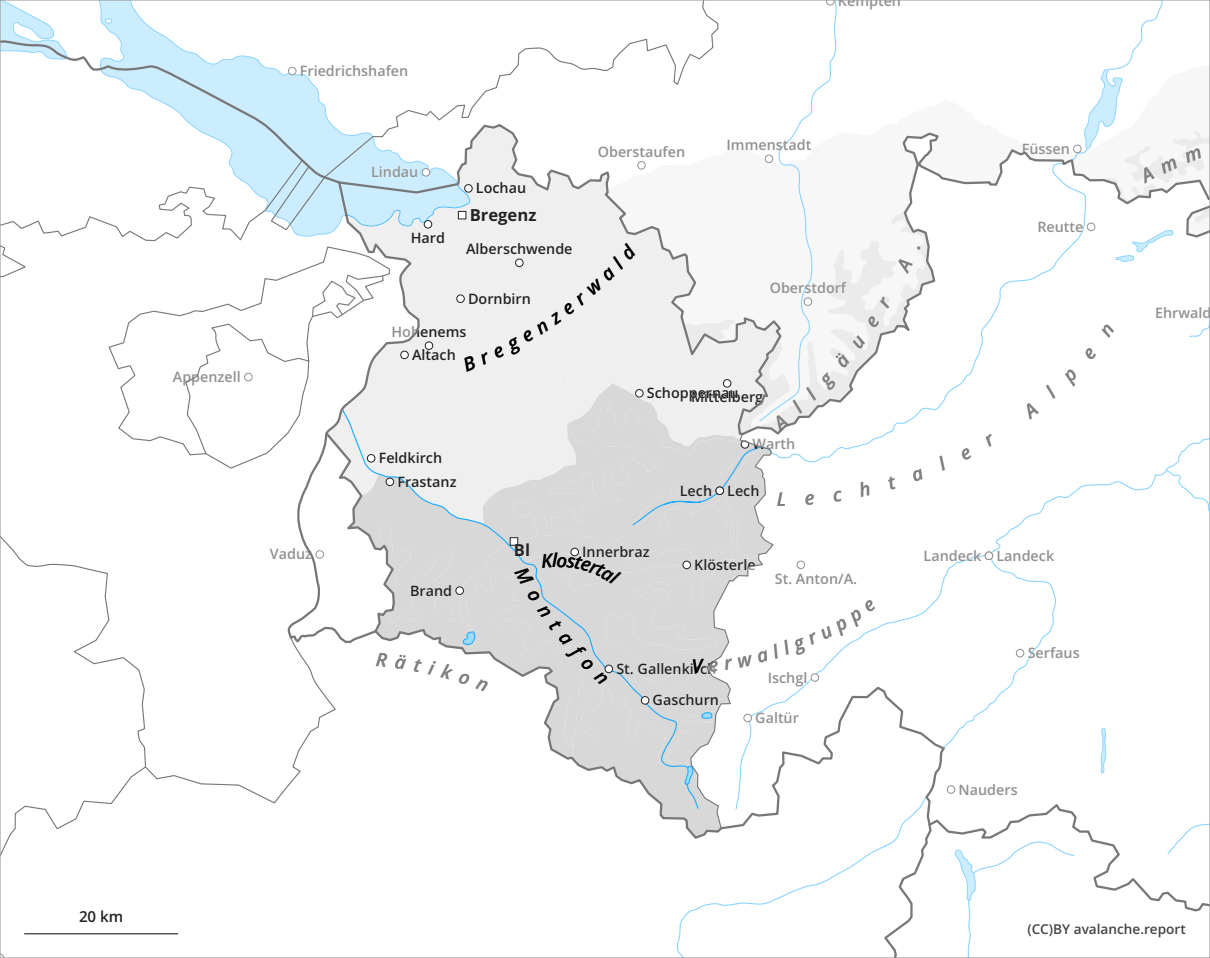 Kempten
Friedrichshafen
Immenstadt
Füssen
Oberstaufen
Lindau
Amm
Lochau
Bregenz
Reutte
Hard
Alberschwende
Oberstdorf
Dornbirn
Ehrwald
Bregenzerwald
Hohenems
Altach
Allgäuer A.
Appenzell
Schoppernau
Mittelberg
Warth
Lechtaler Alpen
Feldkirch
Frastanz
Lech
Lech
Vaduz
Bl
Klostertal
Innerbraz
Klösterle
St. Anton/A.
Landeck
Landeck
Brand
Montafon
Rätikon
St. Gallenkirch
Verwallgruppe
Serfaus
Ischgl
Gaschurn
Galtür
Nauders
20 km
(CC)BY avalanche.report